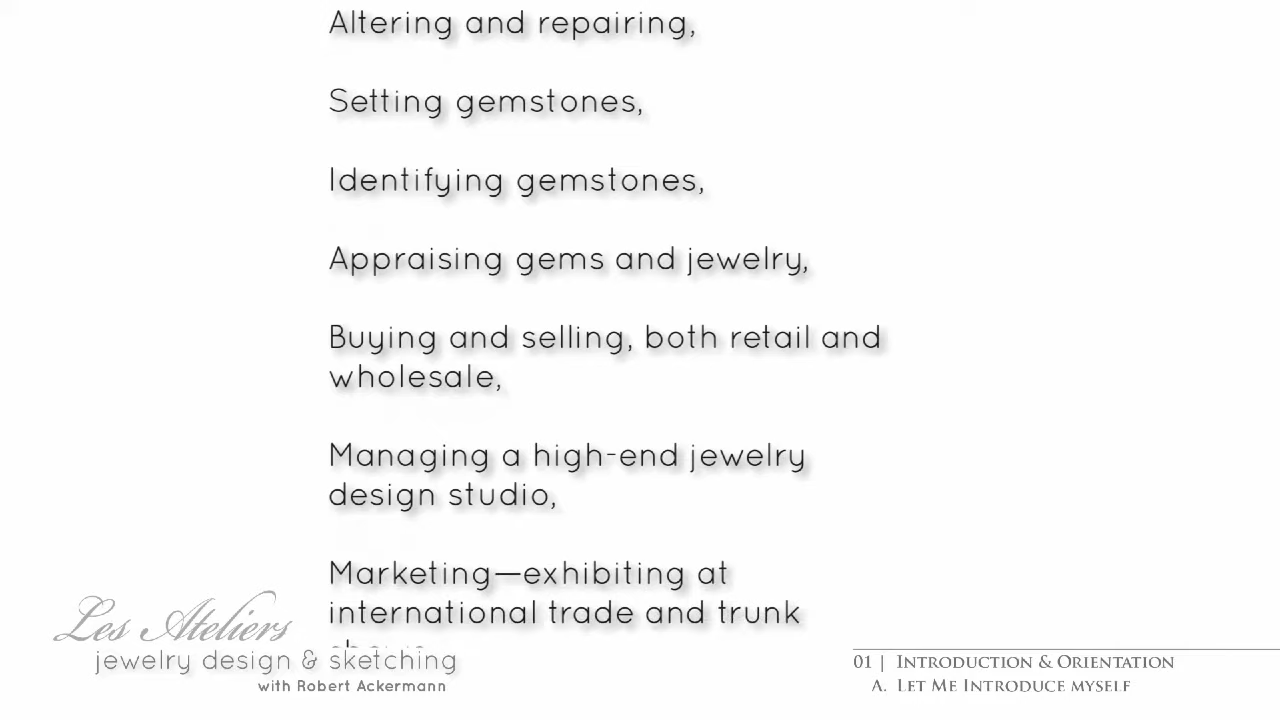 Altering and repairing,
Setting gemstones,
Identifying gemstones,
Appraising gems and jewelry,
Buying and selling, both retail and
wholesale,
Managing a high-end jewelry
design studio,
Marketing—exhibiting at
international trade and trunk
Les Ateliers
jewelry design & sketching
with Robert Ackermann
01 | Introduction & Orientation
A. Let Me Introduce myself